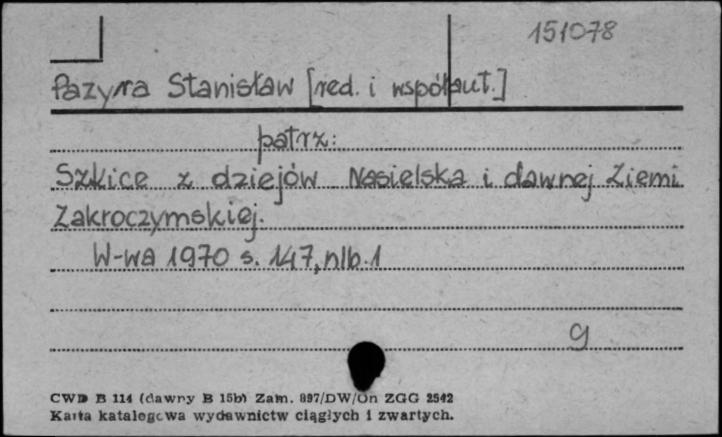 151078
Pazyra Stanisław [red. i współaut.]
patrz:
Szkice z dziejów Nasielska i dawnej Ziemi
Zakroczymskiej.
W-wa 1970 s. 147, nlb. 1
g
CWD B 114 (dawny B 15b) Zam. 897/DW/On ZGG 2542
Karta katalogowa wydawnictw ciągłych i zwartych.